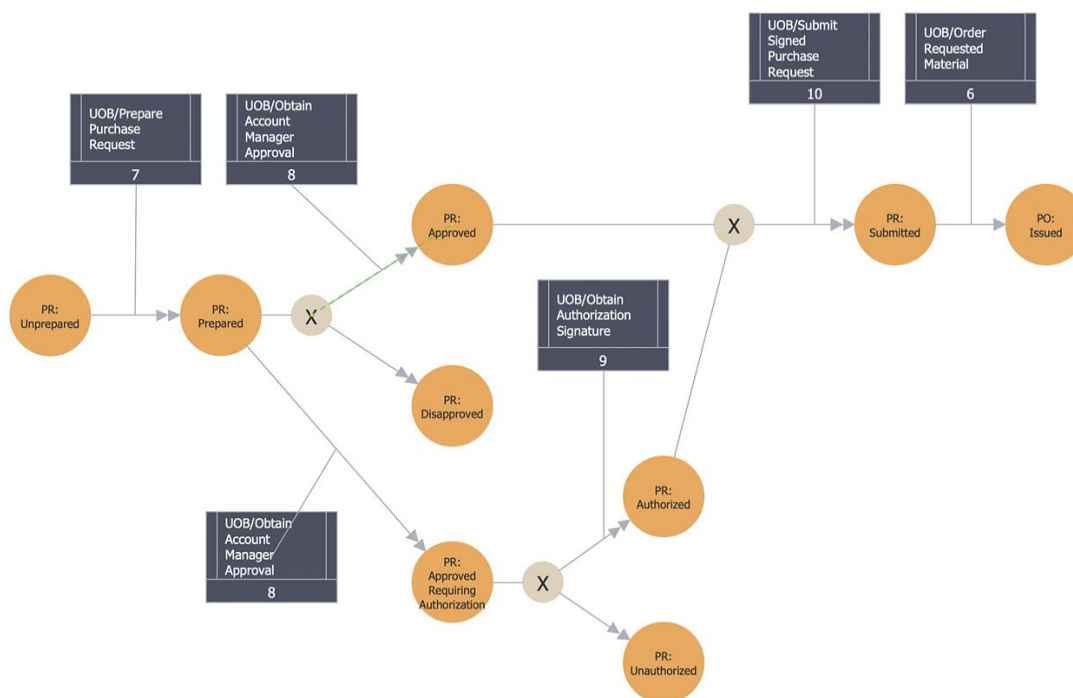 UOB/Submit
Signed
Purchase
Request
10
UOB/Order
Requested
Material
6
UOB/Prepare
Purchase
Request
7
UOB/Obtain
Account
Manager
Approval
8
PR:
Approved
X
PR:
Submitted
PO:
Issued
PR:
Unprepared
PR:
Prepared
X
UOB/Obtain
Authorization
Signature
9
PR:
Disapproved
PR:
Authorized
UOB/Obtain
Account
Manager
Approval
8
PR:
Approved
Requiring
Authorization
X
PR:
Unauthorized